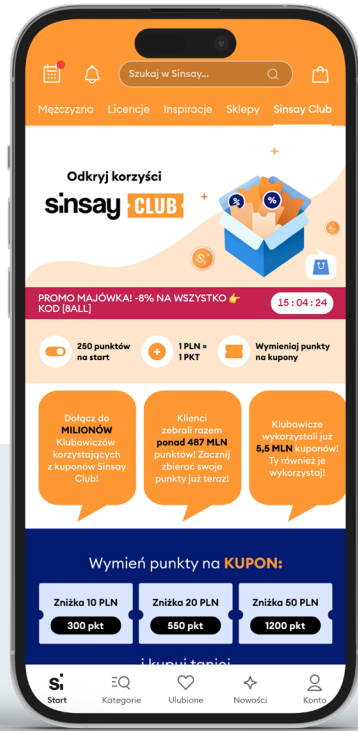 Szukaj w Sinsay...
Mężczyzna Licencje Inspiracje Sklepy Sinsay Club
Odkryj korzyści
sinsay CLUB
% %
PROMO MAJÓWKA! -8% NA WSZYSTKO 👉
KOD [8ALL]
15 : 04 : 24
250 punktów
na start
1 PLN =
1 PKT
Wymieniaj punkty
na kupony
Dołącz do
MILIONÓW
Klubowiczów
korzystających
z kuponów Sinsay
Club!
Klienci
zebrali razem
ponad 487 MLN
punktów! Zacznij
zbierać swoje
punkty już teraz!
Klubowicze
wykorzystali już
5,5 MLN kuponów!
Ty również je
wykorzystaj!
Wymień punkty na KUPON:
Zniżka 10 PLN
300 pkt
Zniżka 20 PLN
550 pkt
Zniżka 50 PLN
1200 pkt
i kupuj taniej
Si
Start Kategorie Ulubione Nowości Konto